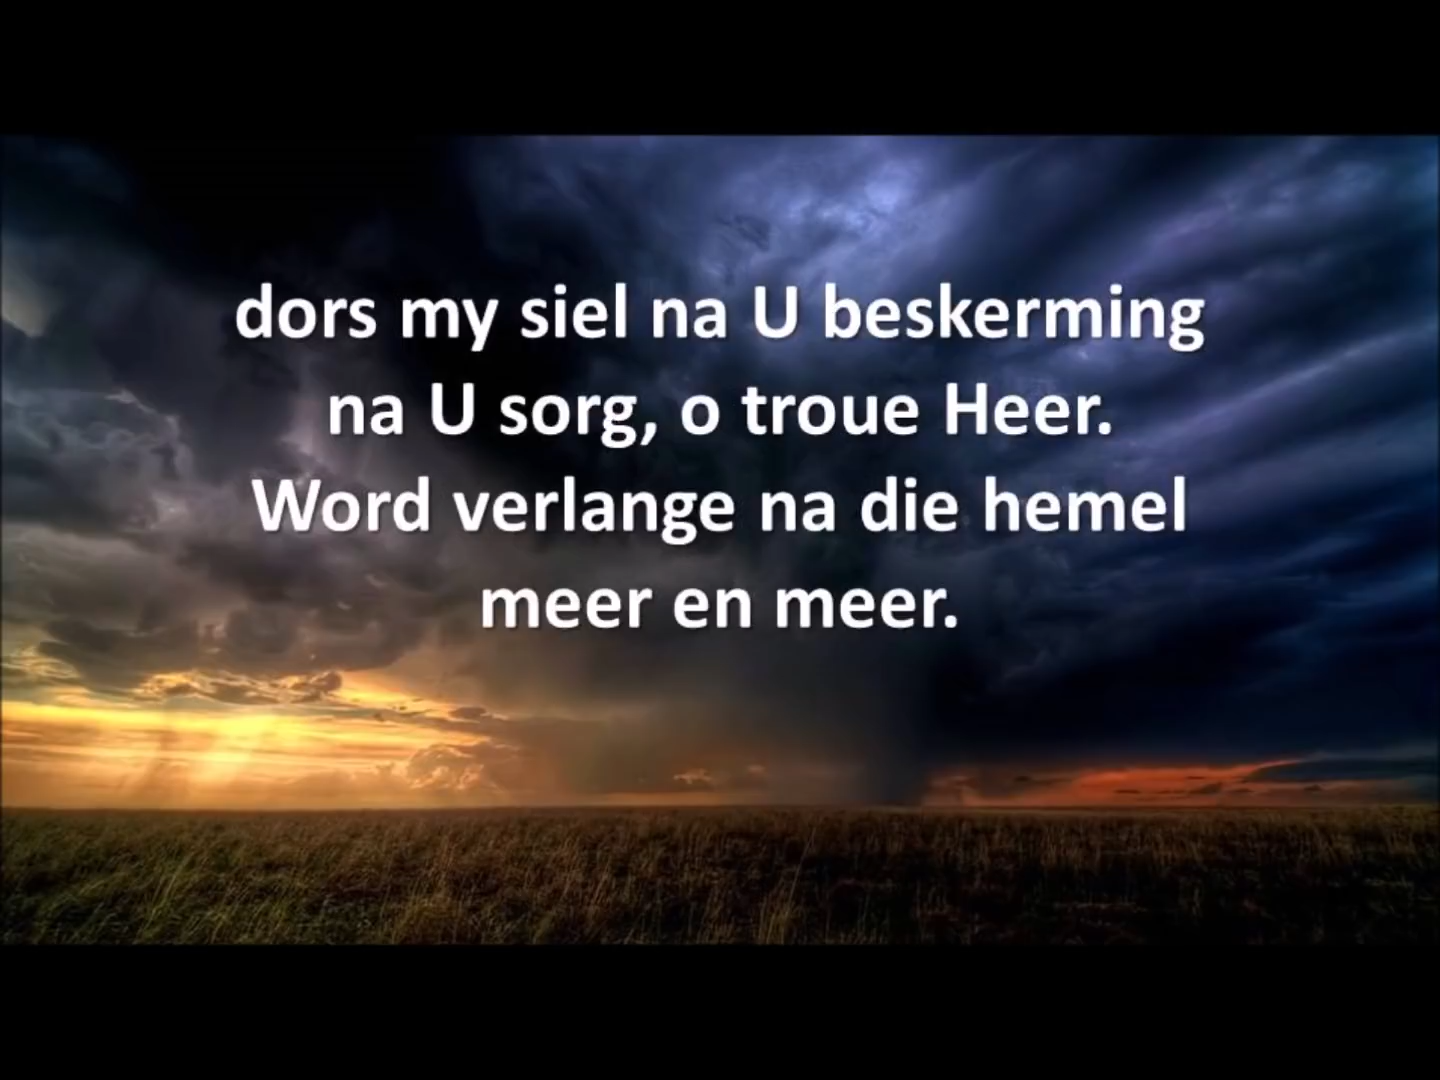 dors my siel na U beskerming
na U sorg, o troue Heer.
Word verlange na die hemel
meer en meer.